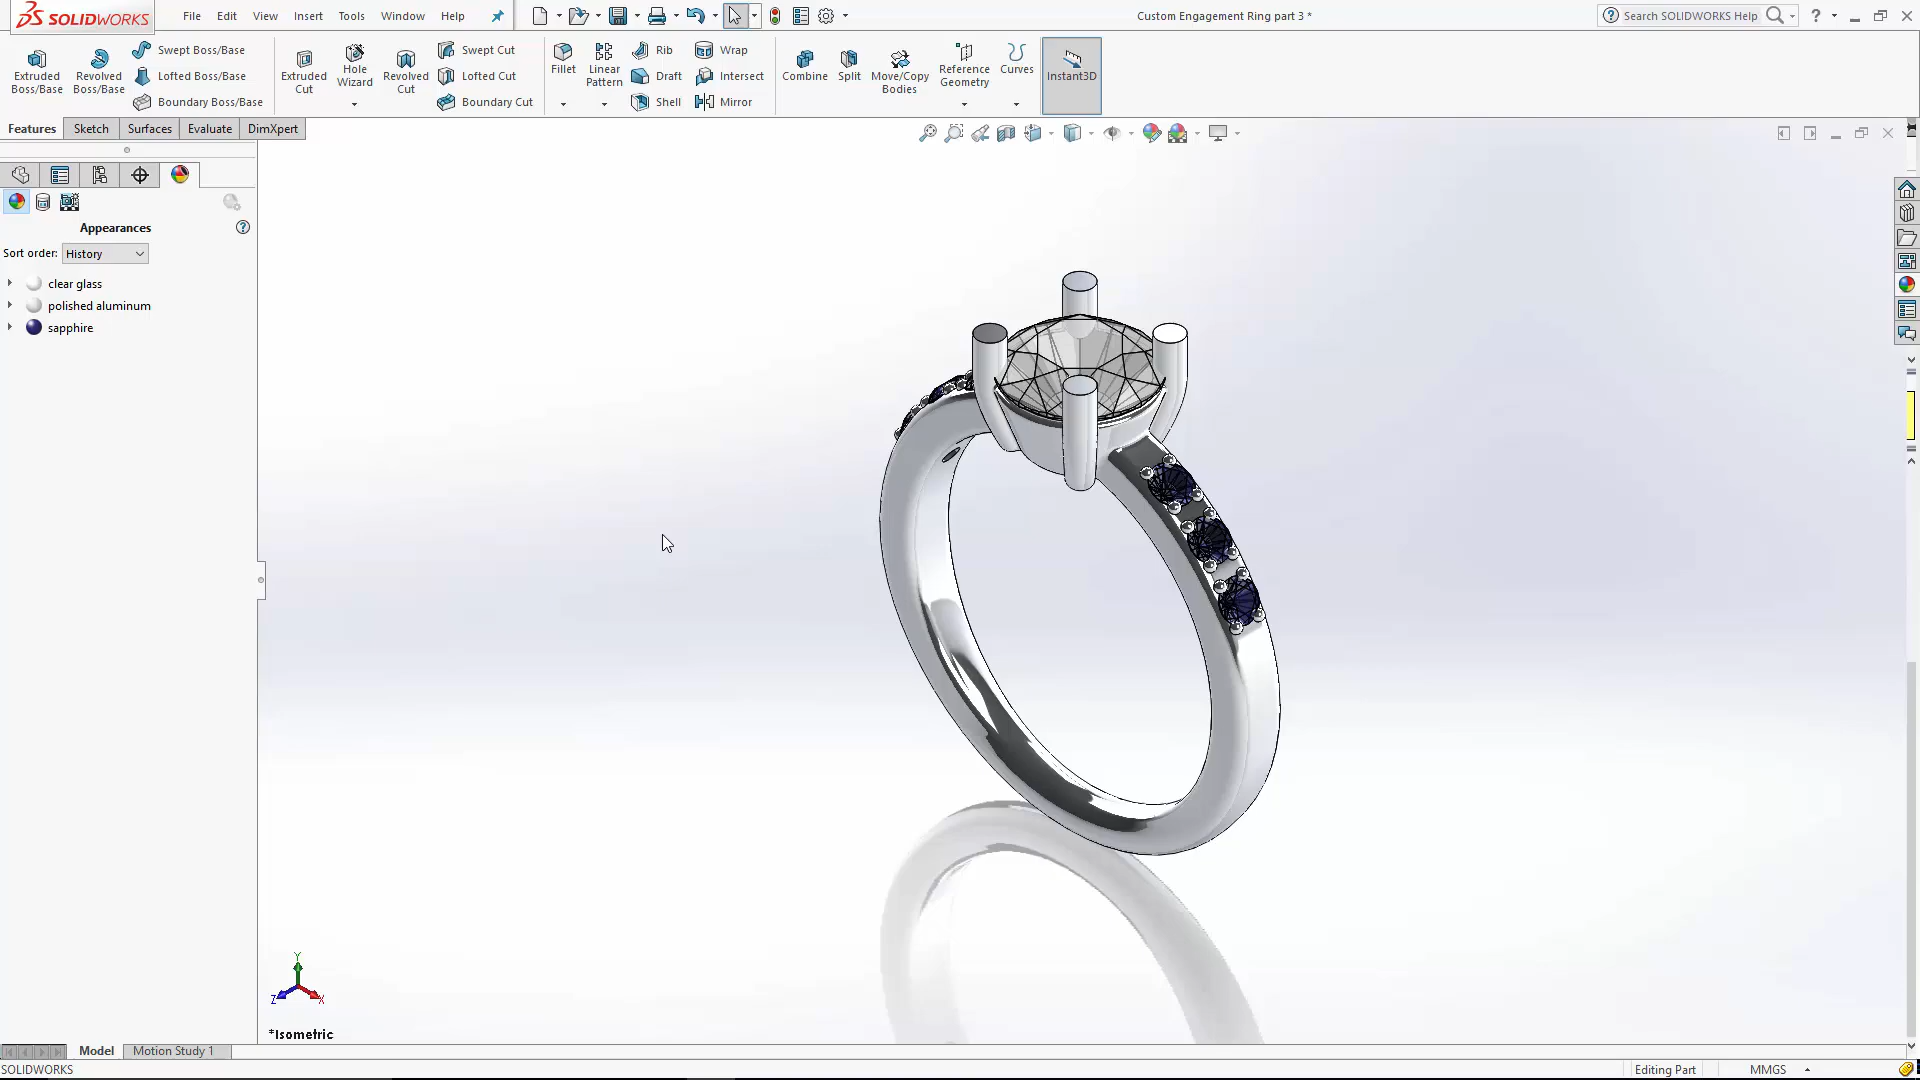 SOLIDWORKS File Edit View Insert Tools Window Help Custom Engagement Ring part 3 * Search SOLIDWORKS Help ?
Extruded Boss/Base
Revolved Boss/Base
Swept Boss/Base
Lofted Boss/Base
Boundary Boss/Base
Extruded Cut
Hole Wizard
Revolved Cut
Swept Cut
Lofted Cut
Boundary Cut
Fillet
Linear Pattern
Rib
Draft
Shell
Wrap
Intersect
Mirror
Combine
Split
Move/Copy Bodies
Reference Geometry
Curves
Instant3D
Features Sketch Surfaces Evaluate DimXpert
Appearances
Sort order: History
clear glass
polished aluminum
sapphire
Y
Z X
*Isometric
Model Motion Study 1
SOLIDWORKS Editing Part MMGS